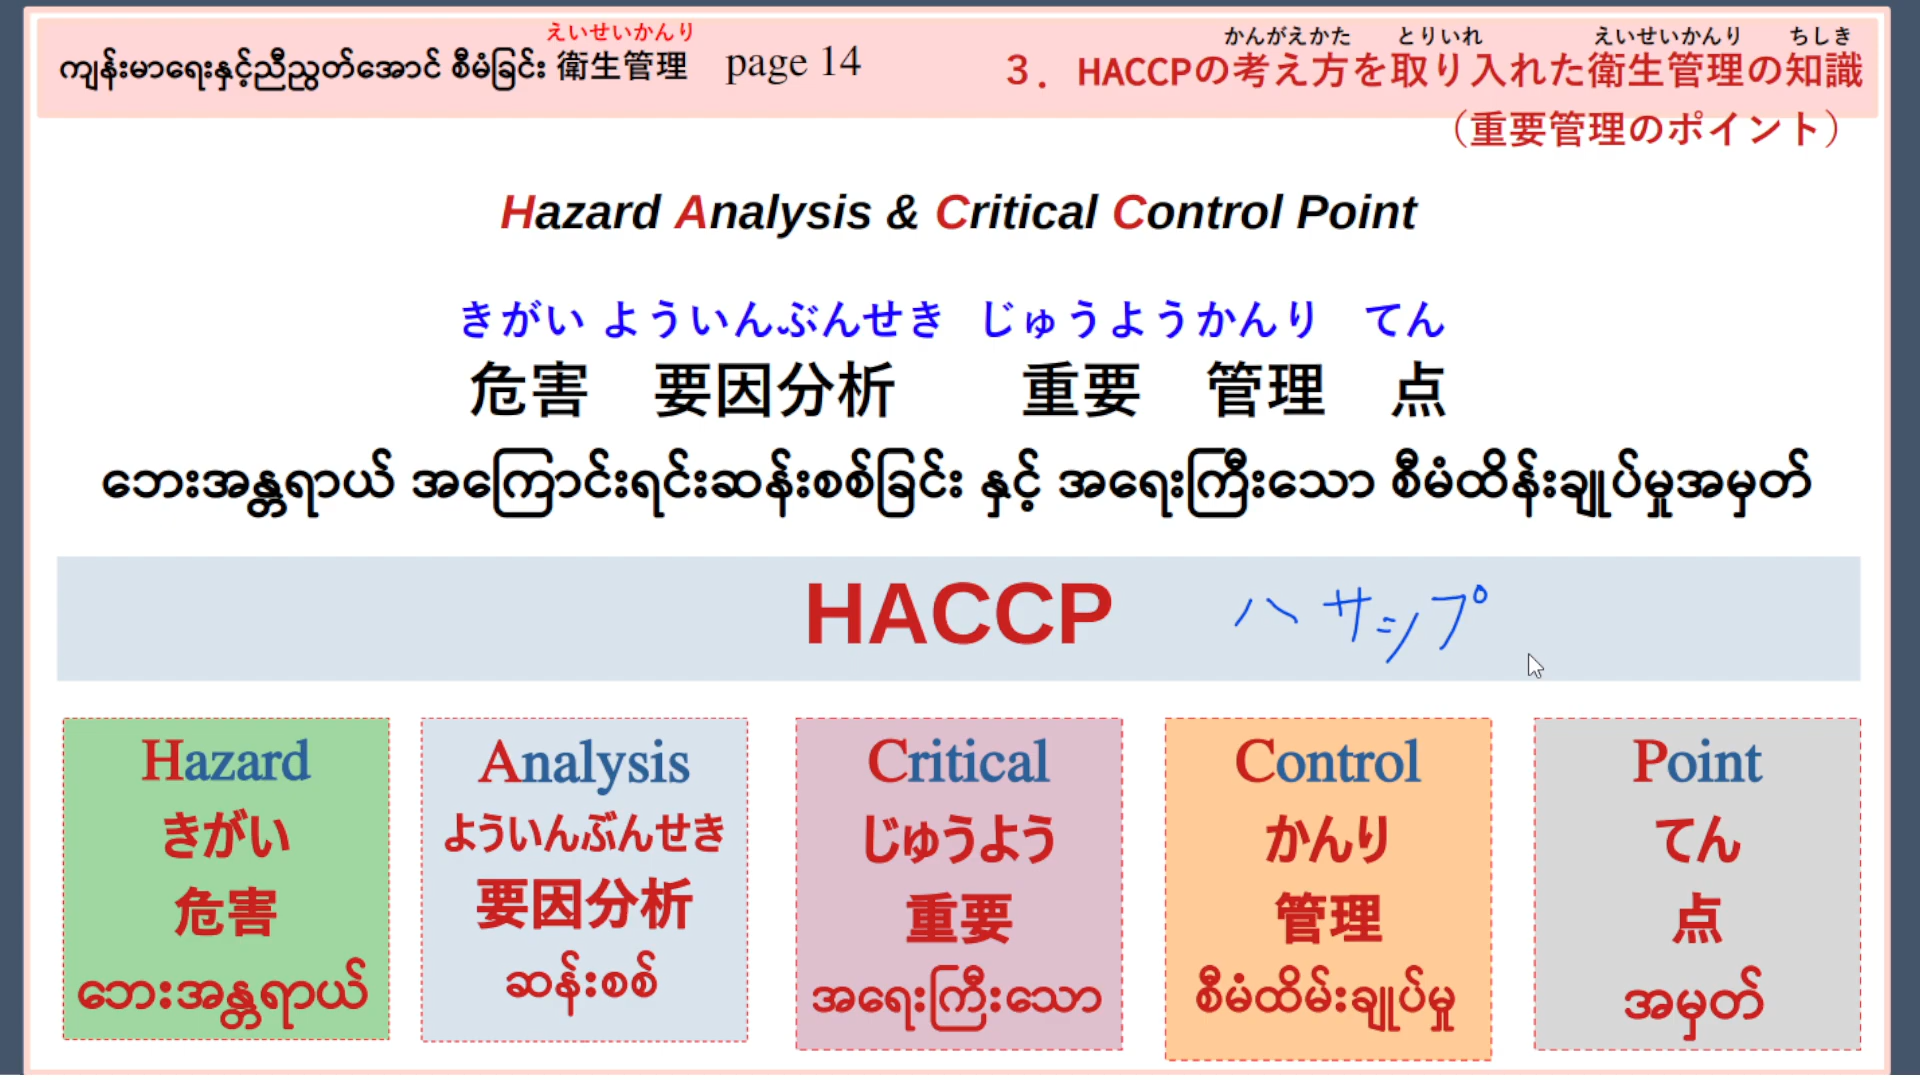 えいせいかんり
ကျန်းမာရေးနှင့်ညီညွတ်အောင် စီမံခြင်း 衛生管理 page 14
かんがえかた とりいれ えいせいかんり ちしき
３．HACCPの考え方を取り入れた衛生管理の知識
（重要管理のポイント）
Hazard Analysis & Critical Control Point
きがい よういんぶんせき じゅうようかんり てん
危害 要因分析 重要 管理 点
ဘေးအန္တရာယ် အကြောင်းရင်းဆန်းစစ်ခြင်း နှင့် အရေးကြီးသော စီမံထိန်းချုပ်မှုအမှတ်
HACCP ハサップ
Hazard
きがい
危害
ဘေးအန္တရာယ်
Analysis
よういんぶんせき
要因分析
ဆန်းစစ်
Critical
じゅうよう
重要
အရေးကြီးသော
Control
かんり
管理
စီမံထိမ်းချုပ်မှု
Point
てん
点
အမှတ်